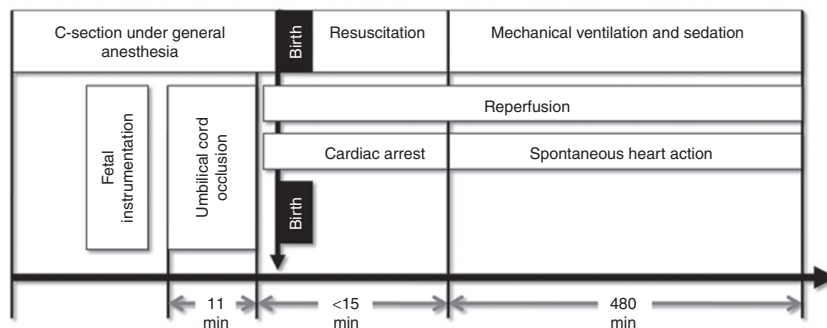 C-section under general
anesthesia
Birth
Resuscitation
Mechanical ventilation and sedation
Fetal
instrumentation
Umbilical cord
occlusion
Reperfusion
Cardiac arrest
Spontaneous heart action
Birth
11
min
<15
min
480
min